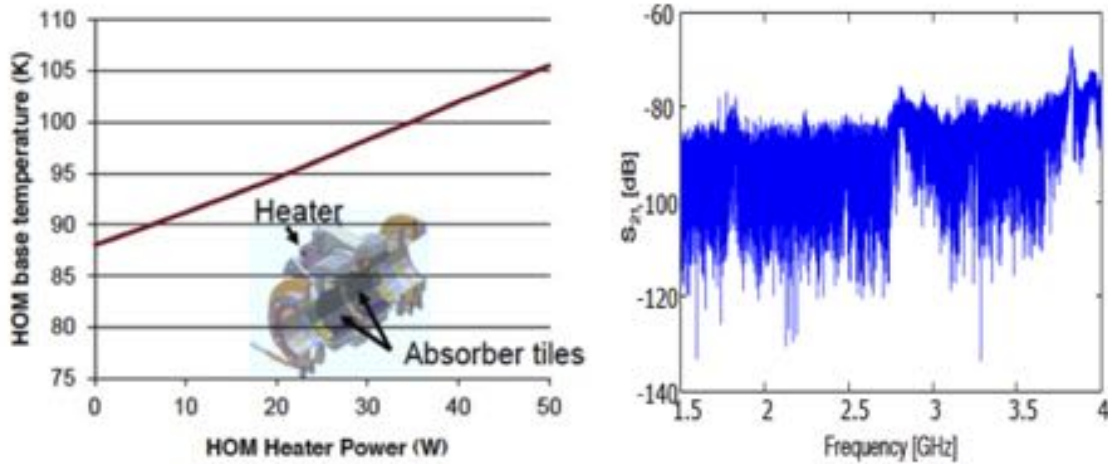 110
105
100
95
90
85
80
75
HOM base temperature (K)
Heater
Absorber tiles
0 10 20 30 40 50
HOM Heater Power (W)
-60
-80
-100
-120
-140
S21, [dB]
1.5 2 2.5 3 3.5 4
Frequency [GHz]